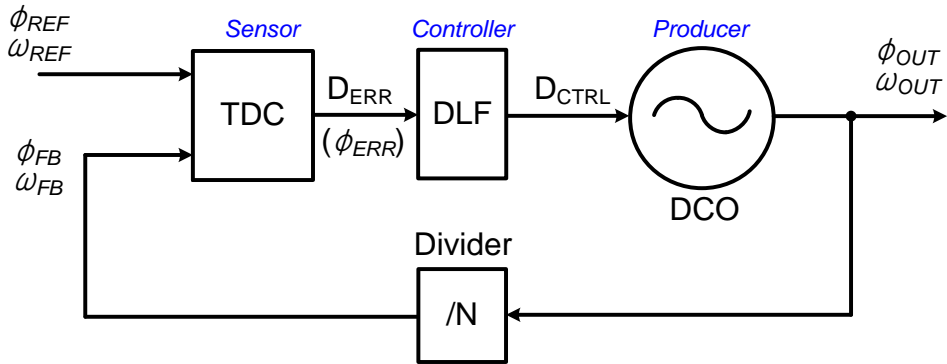 ϕREF
ωREF
Sensor
Controller
Producer
ϕOUT
ωOUT
TDC
DERR
(ϕERR)
DLF
DCTRL
DCO
ϕFB
ωFB
Divider
/N